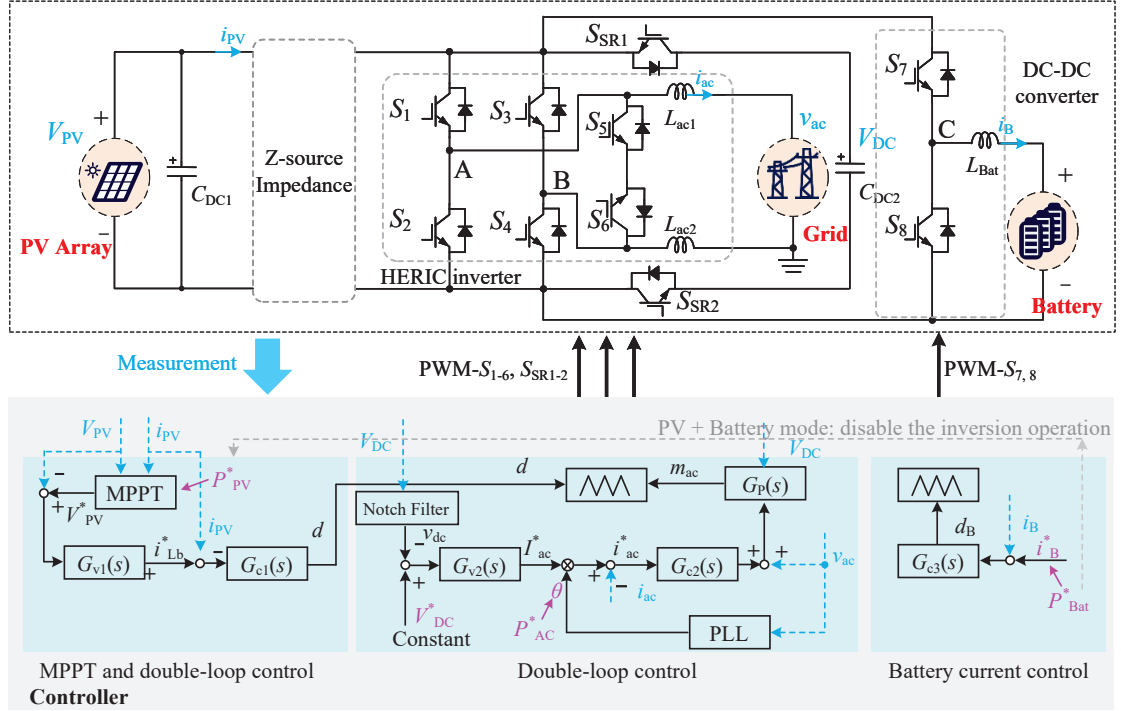 i_PV
V_PV
+
−
PV Array
+
C_DC1
Z-source
Impedance
S_1
S_2
S_3
S_4
A
B
S_5
S_6
S_SR1
S_SR2
i_ac
L_ac1
L_ac2
HERIC inverter
v_ac
Grid
V_DC
+
C_DC2
S_7
S_8
C
DC-DC
converter
i_B
L_Bat
+
−
Battery
Measurement
PWM-S_1-6, S_SR1-2
PWM-S_7, 8
PV + Battery mode: disable the inversion operation
V_PV
i_PV
−
MPPT
P*_PV
+
V*_PV
i_PV
G_v1(s)
+
i*_Lb
−
G_c1(s)
d
MPPT and double-loop control
V_DC
Notch Filter
−
v_dc
+
V*_DC
Constant
G_v2(s)
I*_ac
θ
P*_AC
+
i*_ac
−
i_ac
G_c2(s)
+
+
v_ac
PLL
d
m_ac
G_P(s)
V_DC
Double-loop control
d_B
G_c3(s)
i_B
i*_B
P*_Bat
Battery current control
Controller